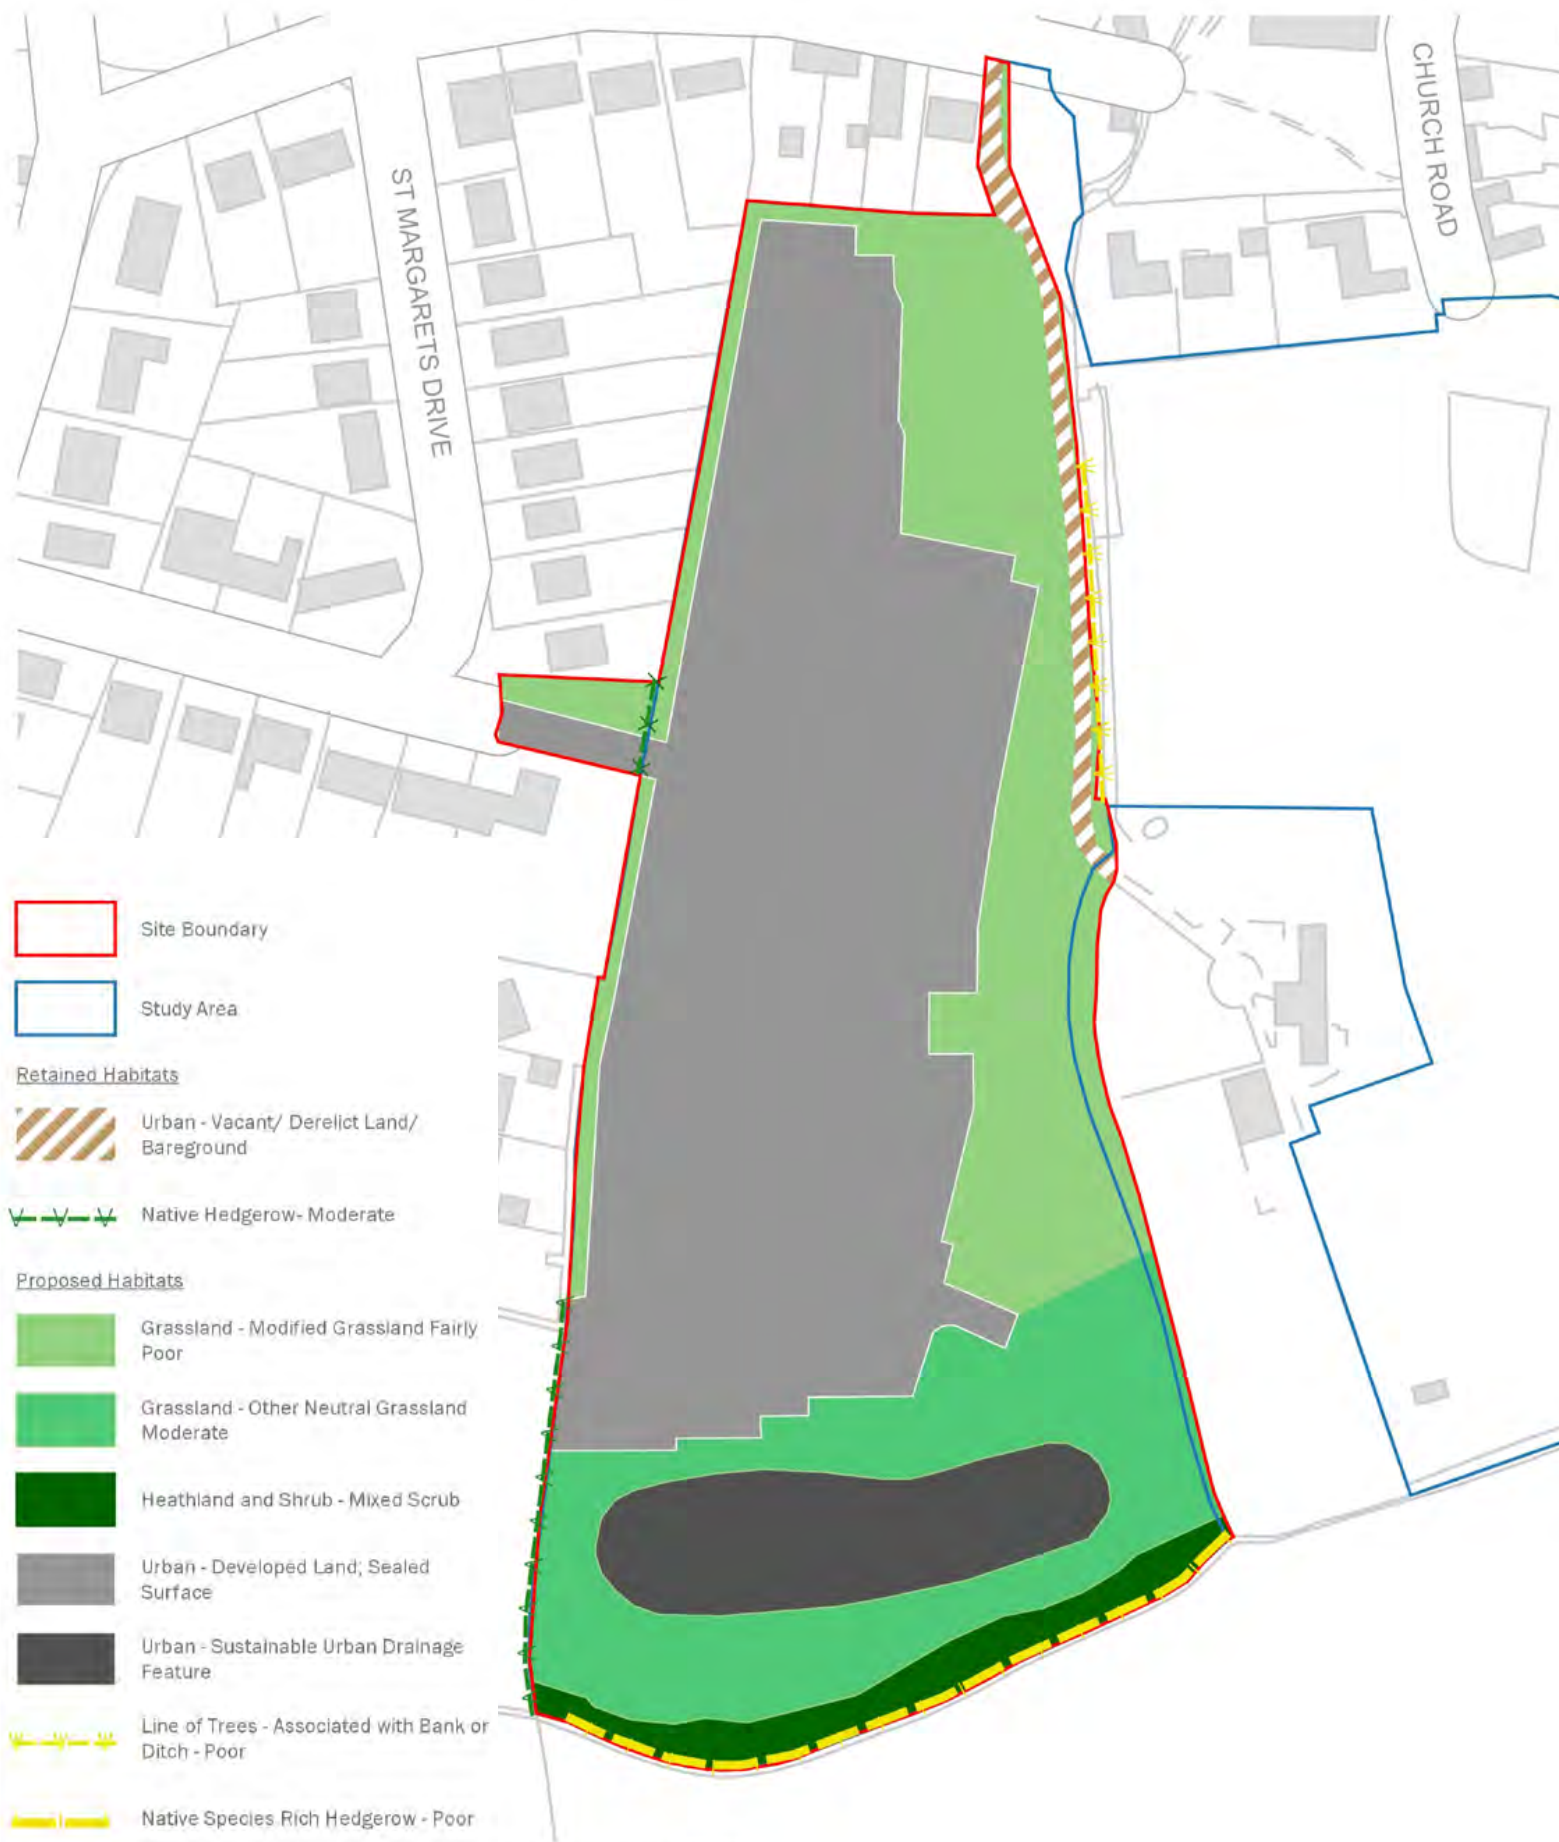 CHURCH ROAD
ST MARGARETS DRIVE
Site Boundary
Study Area
Retained Habitats
Urban - Vacant/ Derelict Land/
Bareground
Native Hedgerow- Moderate
Proposed Habitats
Grassland - Modified Grassland Fairly
Poor
Grassland - Other Neutral Grassland
Moderate
Heathland and Shrub - Mixed Scrub
Urban - Developed Land; Sealed
Surface
Urban - Sustainable Urban Drainage
Feature
Line of Trees - Associated with Bank or
Ditch - Poor
Native Species Rich Hedgerow - Poor